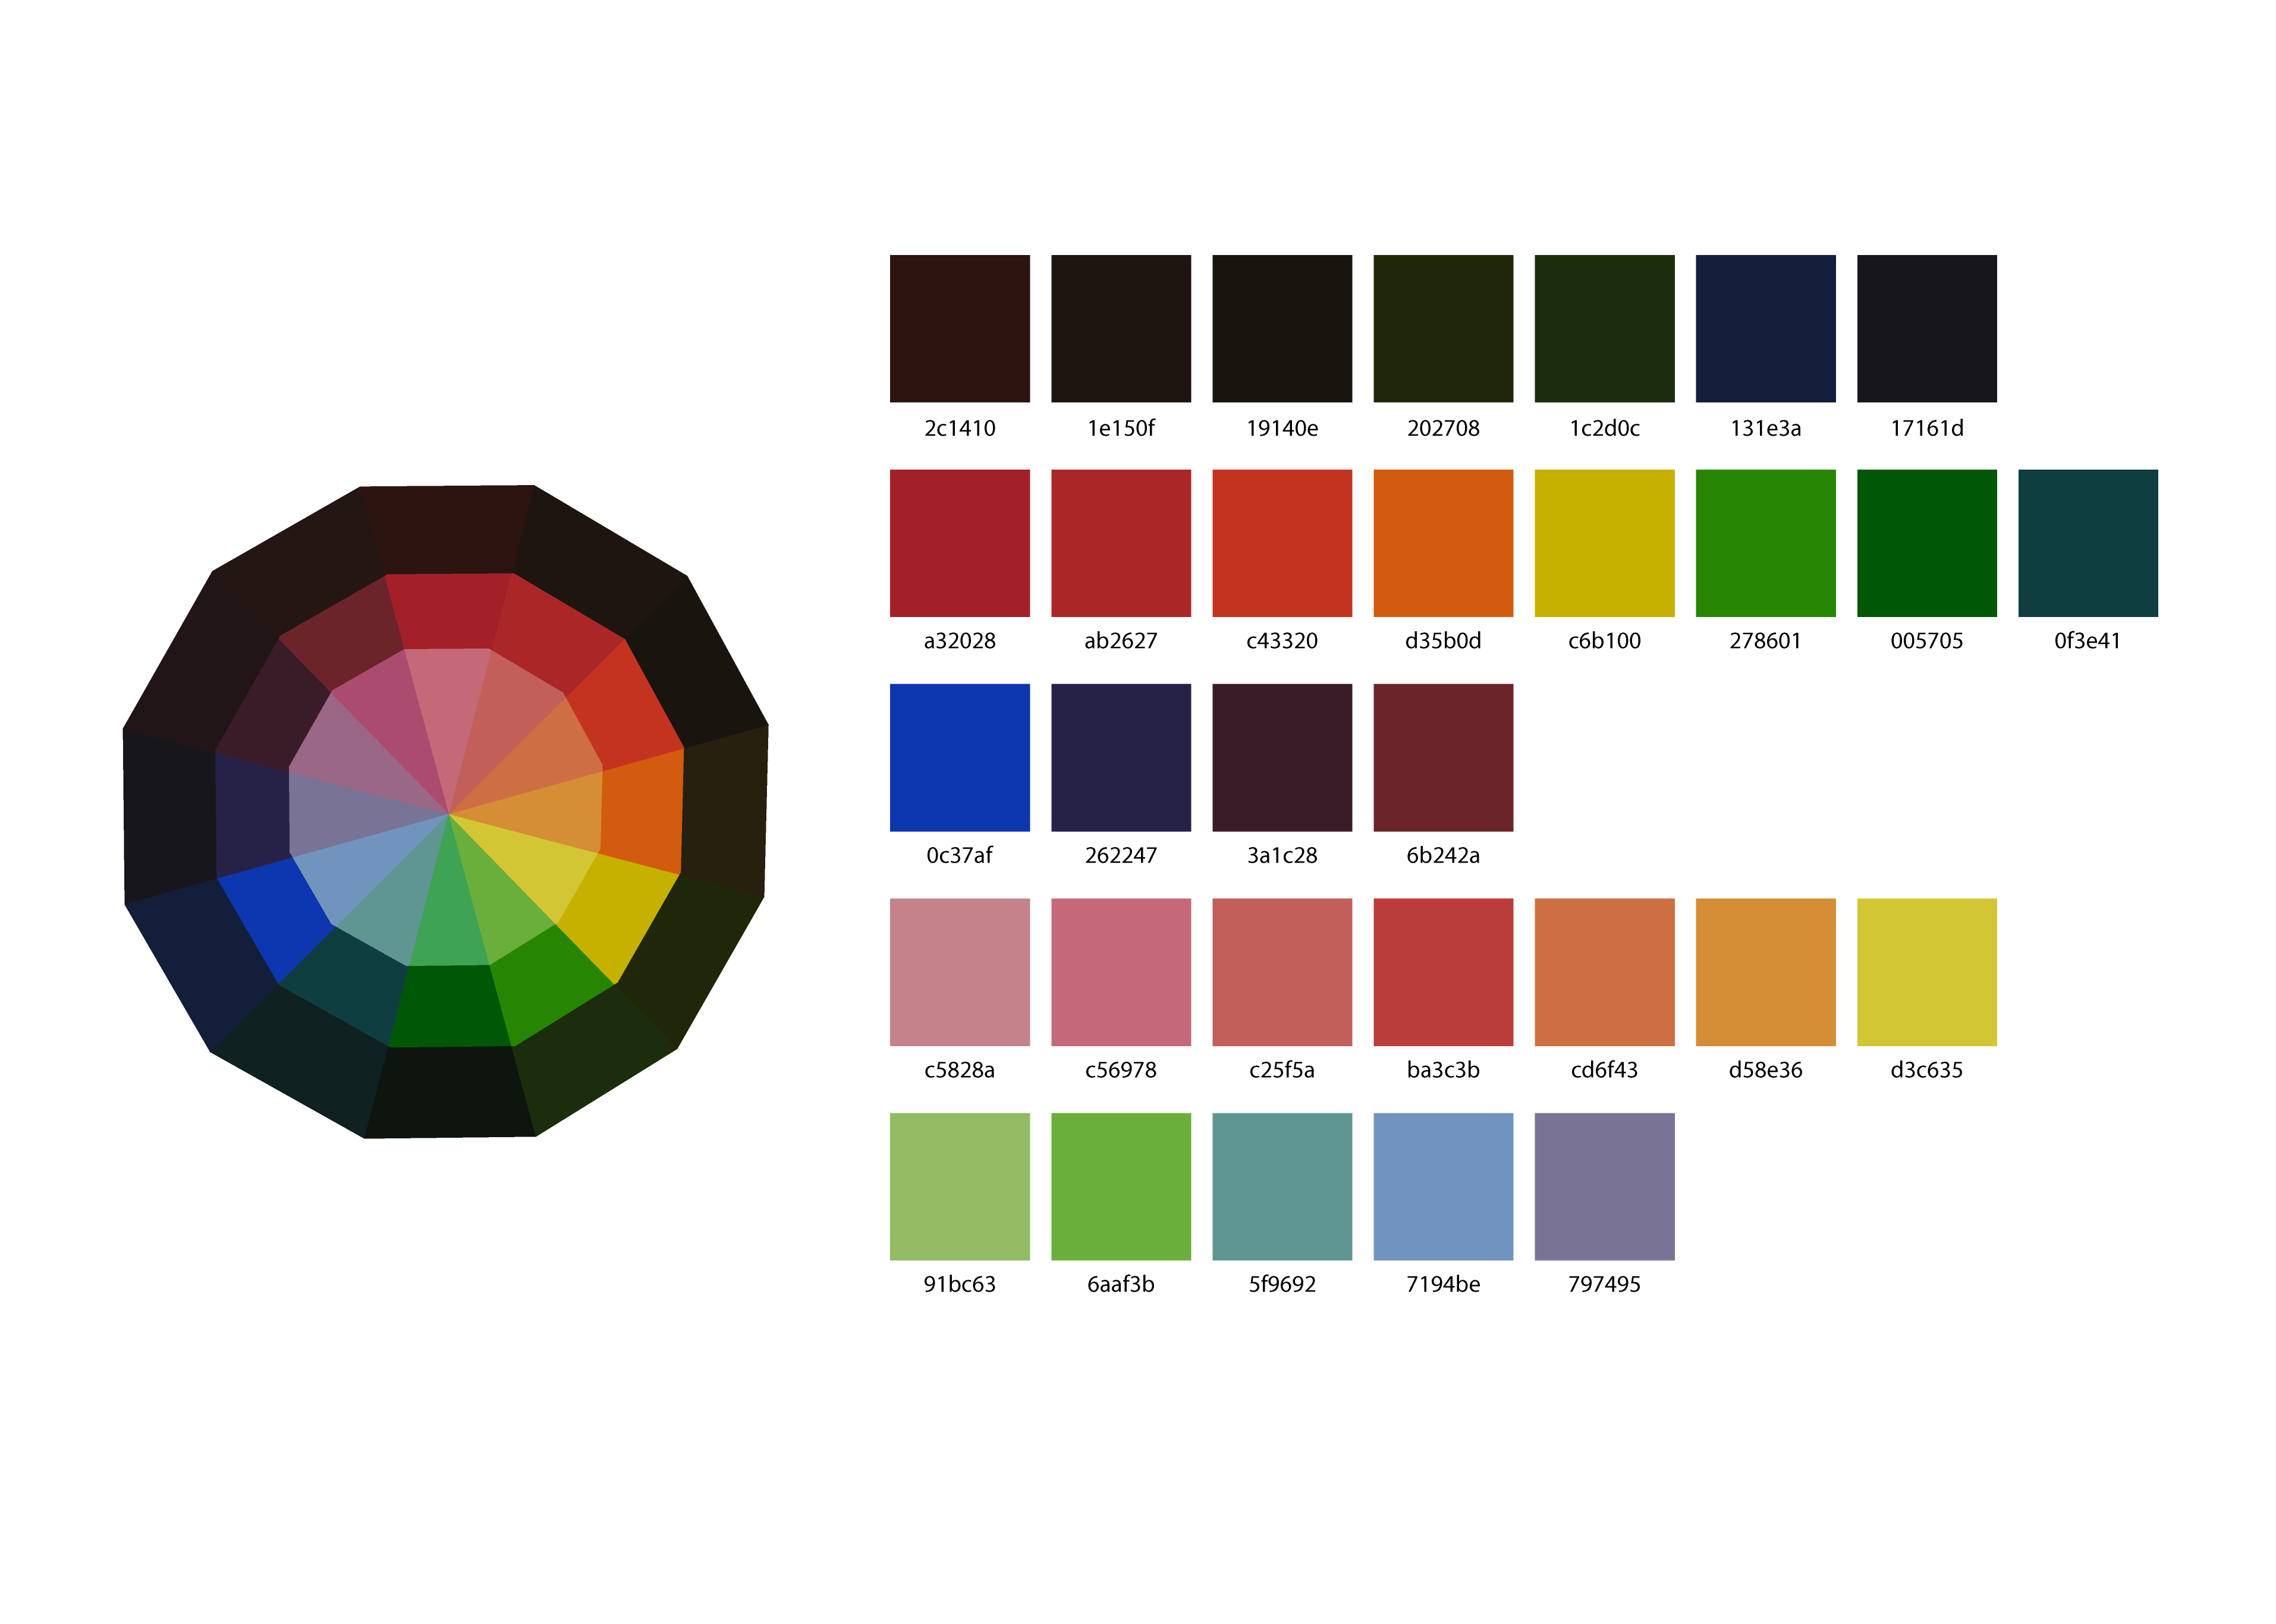 2c1410 1e150f 19140e 202708 1c2d0c 131e3a 17161d
a32028 ab2627 c43320 d35b0d c6b100 278601 005705 0f3e41
0c37af 262247 3a1c28 6b242a
c5828a c56978 c25f5a ba3c3b cd6f43 d58e36 d3c635
91bc63 6aaf3b 5f9692 7194be 797495